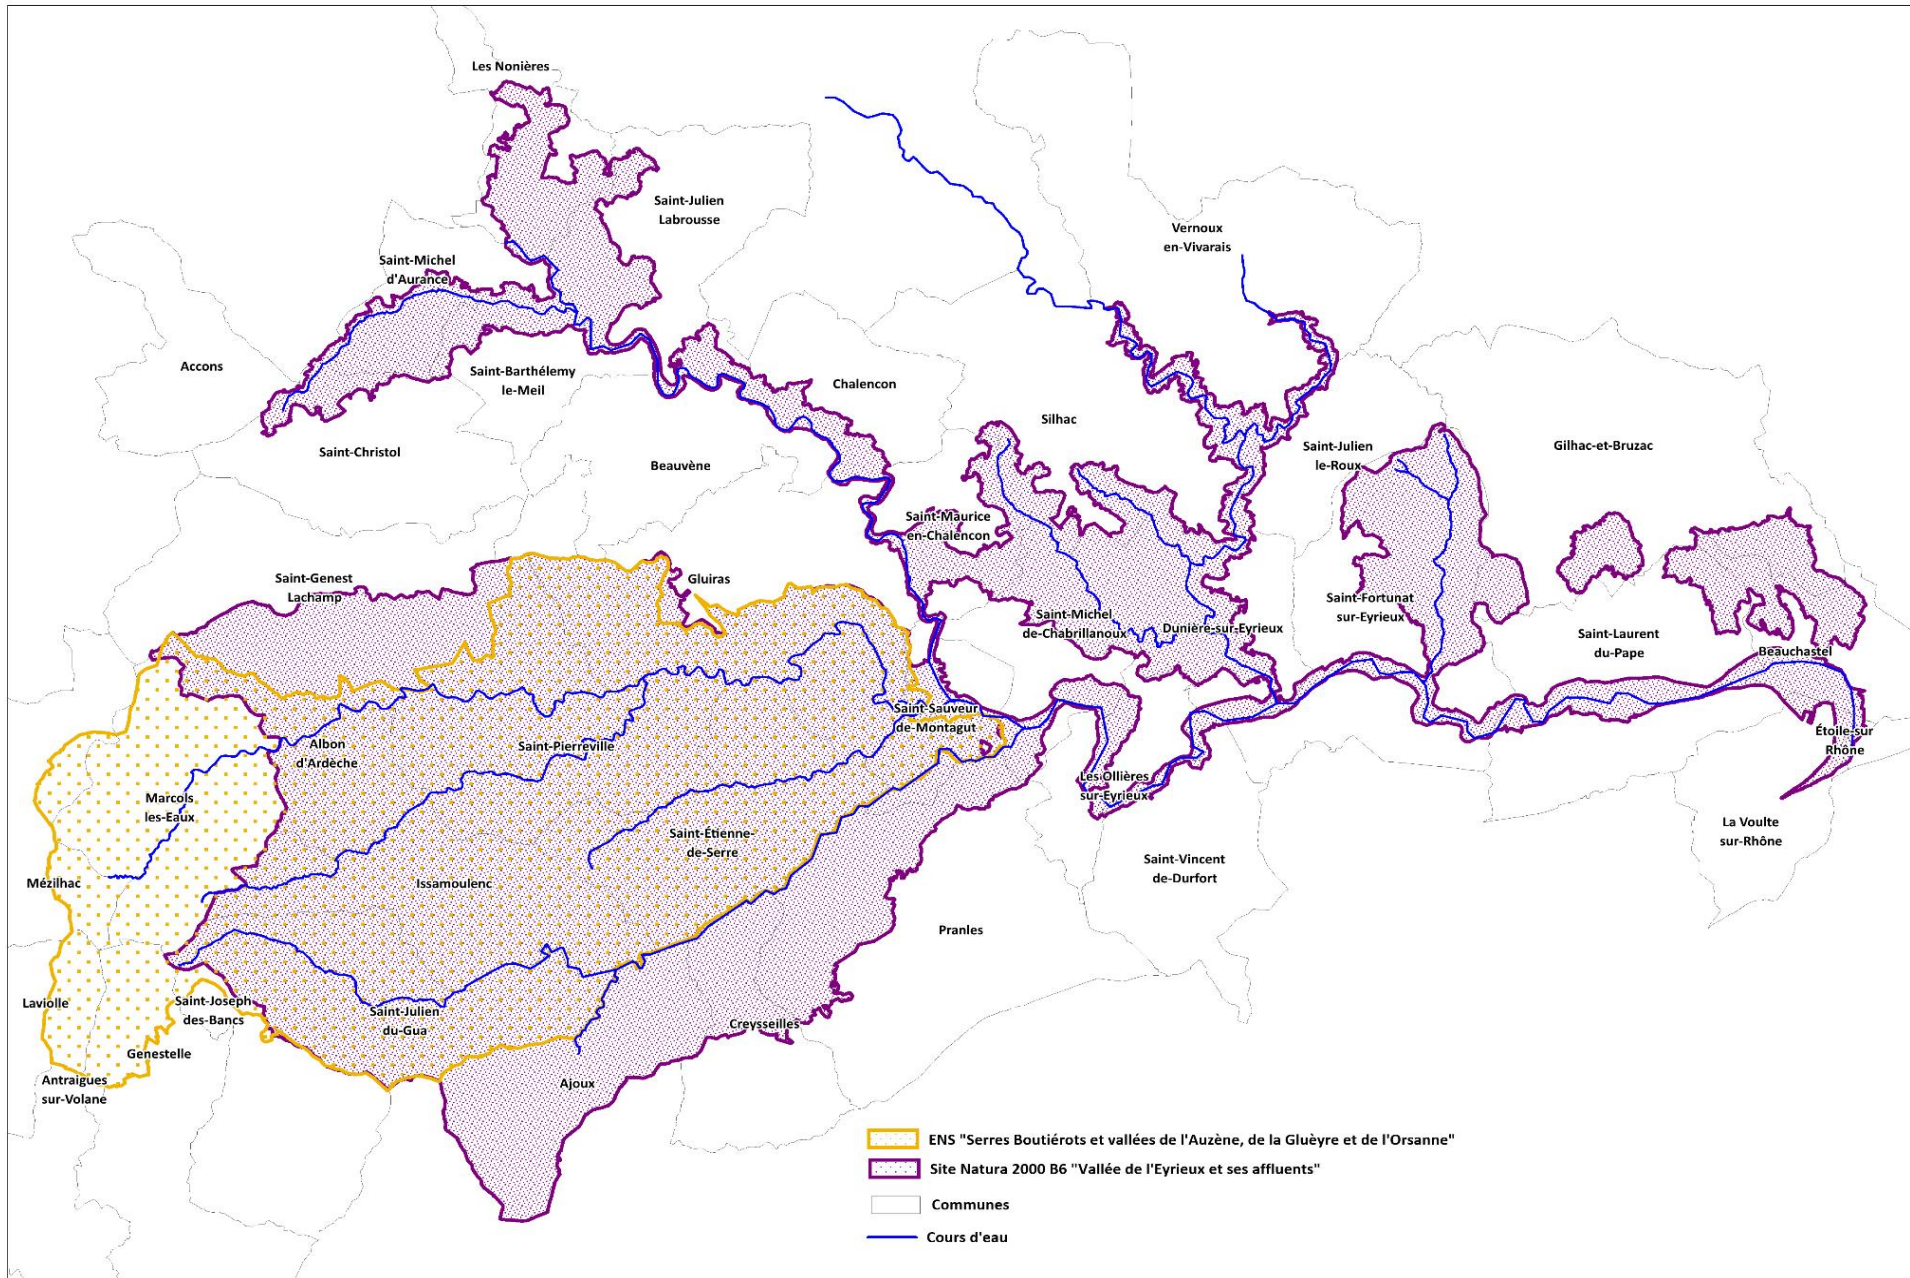 Les Nonières
Saint-Julien
Labrousse
Vernoux
en-Vivarais
Saint-Michel
d'Aurance
Accons
Saint-Barthélemy
le-Meil
Chalencon
Silhac
Saint-Christol
Beauvène
Saint-Julien
le-Roux
Gilhac-et-Bruzac
Saint-Maurice
en-Chalencon
Saint-Genest
Lachamp
Gluiras
Saint-Michel
de-Chabrillanoux
Dunière-sur-Eyrieux
Saint-Fortunat
sur-Eyrieux
Saint-Laurent
du-Pape
Beauchastel
Saint-Sauveur
de-Montagut
Albon
d'Ardèche
Saint-Pierreville
Étoile-sur
Rhône
Les Ollières
sur-Eyrieux
Marcols
les-Eaux
La Voulte
sur-Rhône
Saint-Étienne-
de-Serre
Saint-Vincent
de-Durfort
Mézilhac
Issamoulenc
Pranles
Laviolle
Saint-Joseph
des-Bancs
Saint-Julien
du-Gua
Creysseilles
Genestelle
Antraigues
sur-Volane
Ajoux
ENS "Serres Boutiérots et vallées de l'Auzène, de la Gluèyre et de l'Orsanne"
Site Natura 2000 B6 "Vallée de l'Eyrieux et ses affluents"
Communes
Cours d'eau